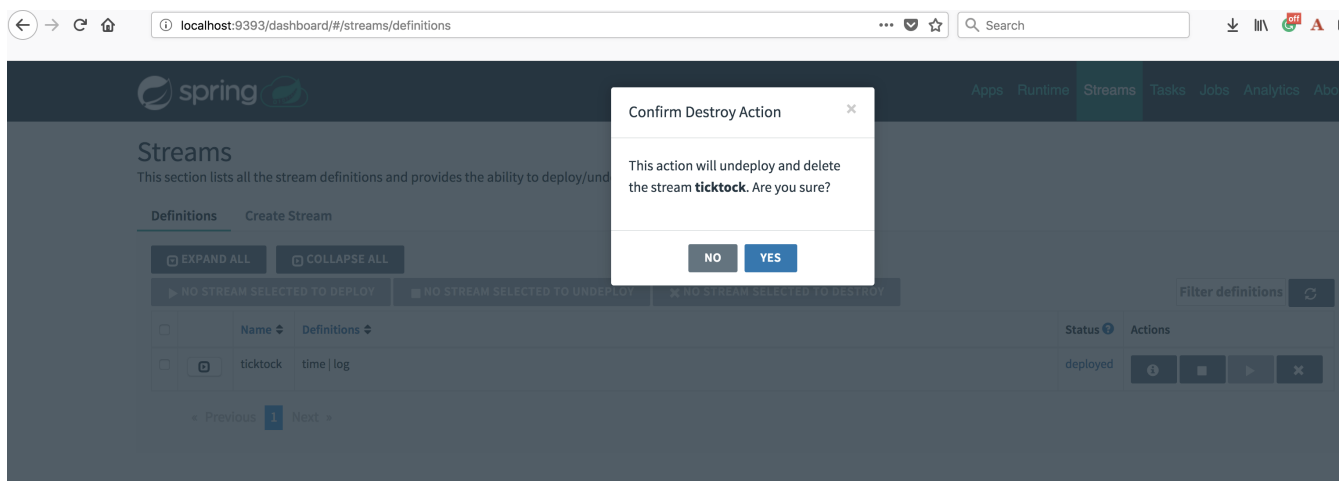 localhost:9393/dashboard/#/streams/definitions
Search
off
A
spring
Apps Runtime Streams Tasks Jobs Analytics Abo
Confirm Destroy Action ×
This action will undeploy and delete
the stream ticktock. Are you sure?
NO YES
Streams
This section lists all the stream definitions and provides the ability to deploy/und
Definitions Create Stream
EXPAND ALL COLLAPSE ALL
NO STREAM SELECTED TO DEPLOY NO STREAM SELECTED TO UNDEPLOY NO STREAM SELECTED TO DESTROY Filter definitions
Name Definitions Status Actions
ticktock time | log deployed
« Previous 1 Next »